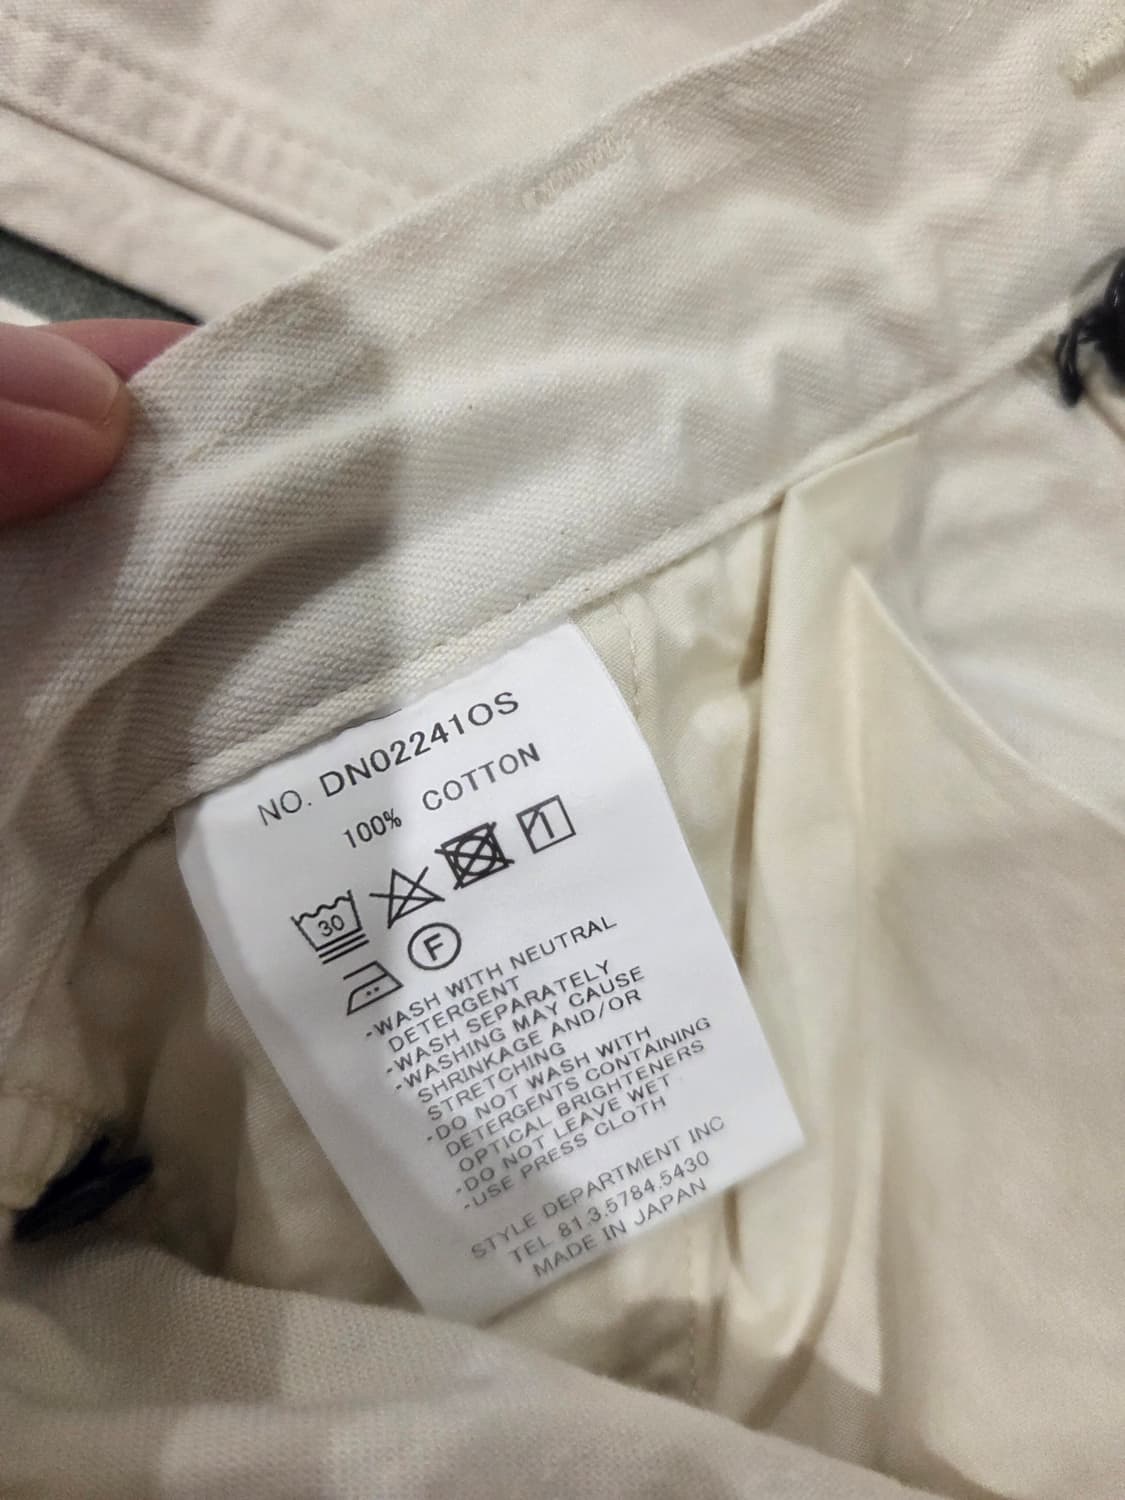 NO. DN02241OS
100% COTTON
30
F
-WASH WITH NEUTRAL
DETERGENT
-WASH SEPARATELY
-WASHING MAY CAUSE
SHRINKAGE AND/OR
STRETCHING
-DO NOT WASH WITH
DETERGENTS CONTAINING
OPTICAL BRIGHTENERS
-DO NOT LEAVE WET
-USE PRESS CLOTH
STYLE DEPARTMENT INC
TEL 81.3.5784.5430
MADE IN JAPAN